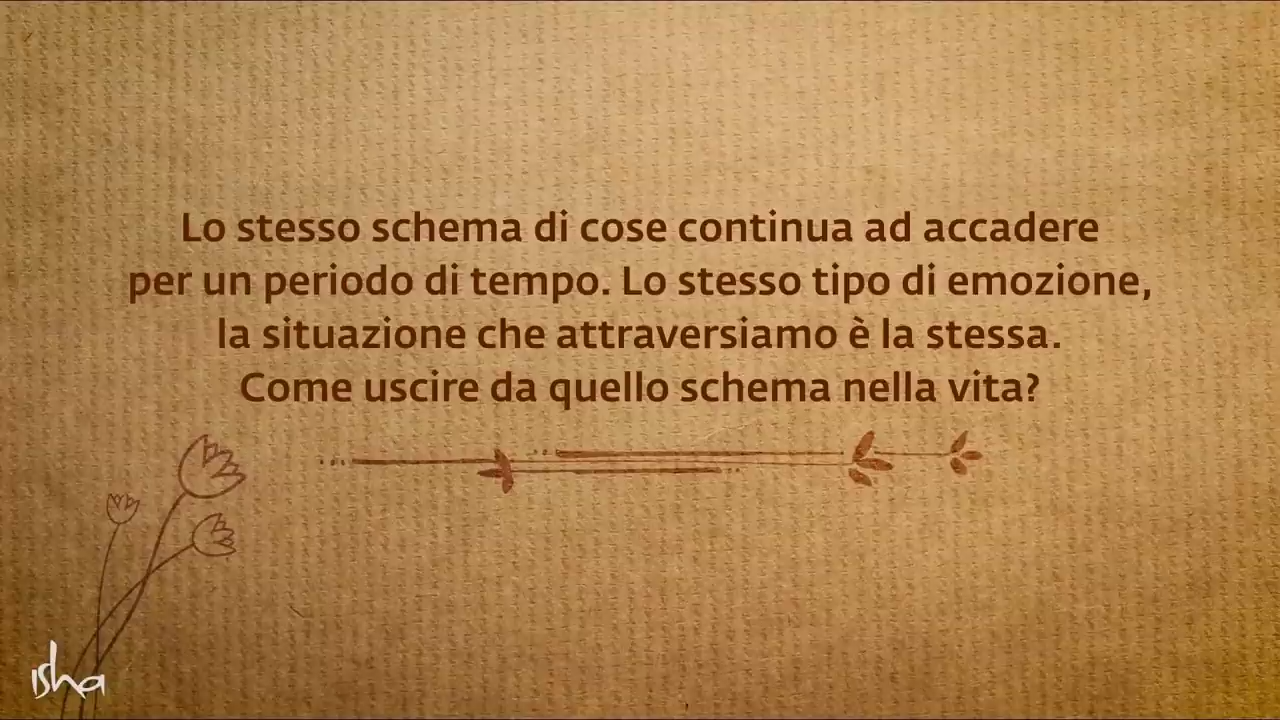 Lo stesso schema di cose continua ad accadere
per un periodo di tempo. Lo stesso tipo di emozione,
la situazione che attraversiamo è la stessa.
Come uscire da quello schema nella vita?
isha